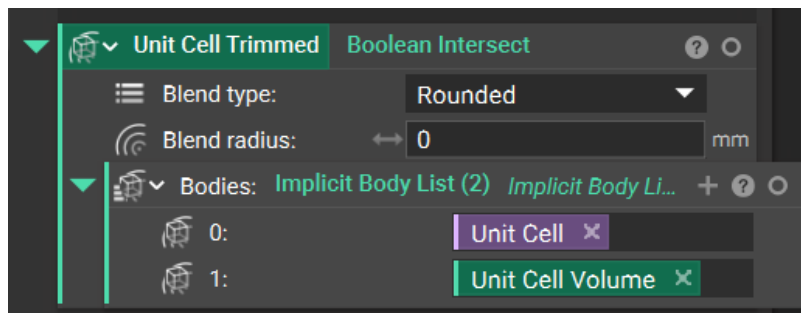 Unit Cell Trimmed Boolean Intersect ?
Blend type: Rounded
Blend radius: 0 mm
Bodies: Implicit Body List (2) Implicit Body Li... + ?
0: Unit Cell ×
1: Unit Cell Volume ×